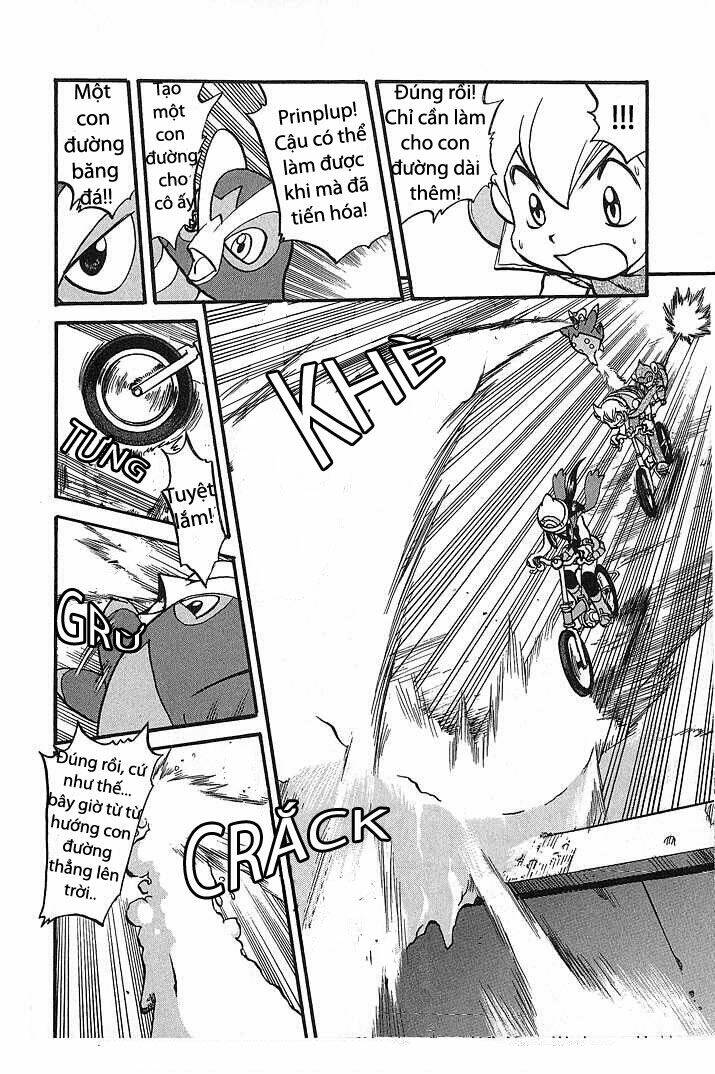 Một
con
đường
băng
đá!!
Tạo
một
con
đường
cho
cô ấy
Prinplup!
Cậu có thể
làm được
khi mà đã
tiến hóa!
Đúng rồi!
Chỉ cần làm
cho con
đường dài
thêm!
!!!
KHÈ
TƯNG
Tuyệt
lắm!
GRỪ
Đúng rồi, cứ
như thế...
bây giờ từ từ
hướng con
đường
thẳng lên
trời..
CRẮCK